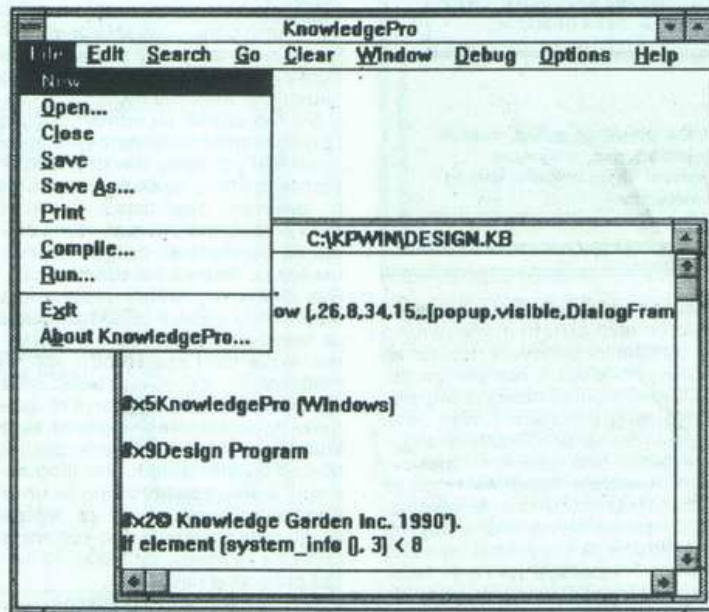 KnowledgePro
File Edit Search Go Clear Window Debug Options Help
New
Open...
Close
Save
Save As...
Print
Compile...
Run...
Exit
About KnowledgePro...
C:\KPWIN\DESIGN.KB
ow (,26,8,34,15,,[popup,visible,DialogFram
#x5KnowledgePro (Windows)
#x9Design Program
#x2© Knowledge Garden Inc. 1990").
if element (system_info (), 3) < 8